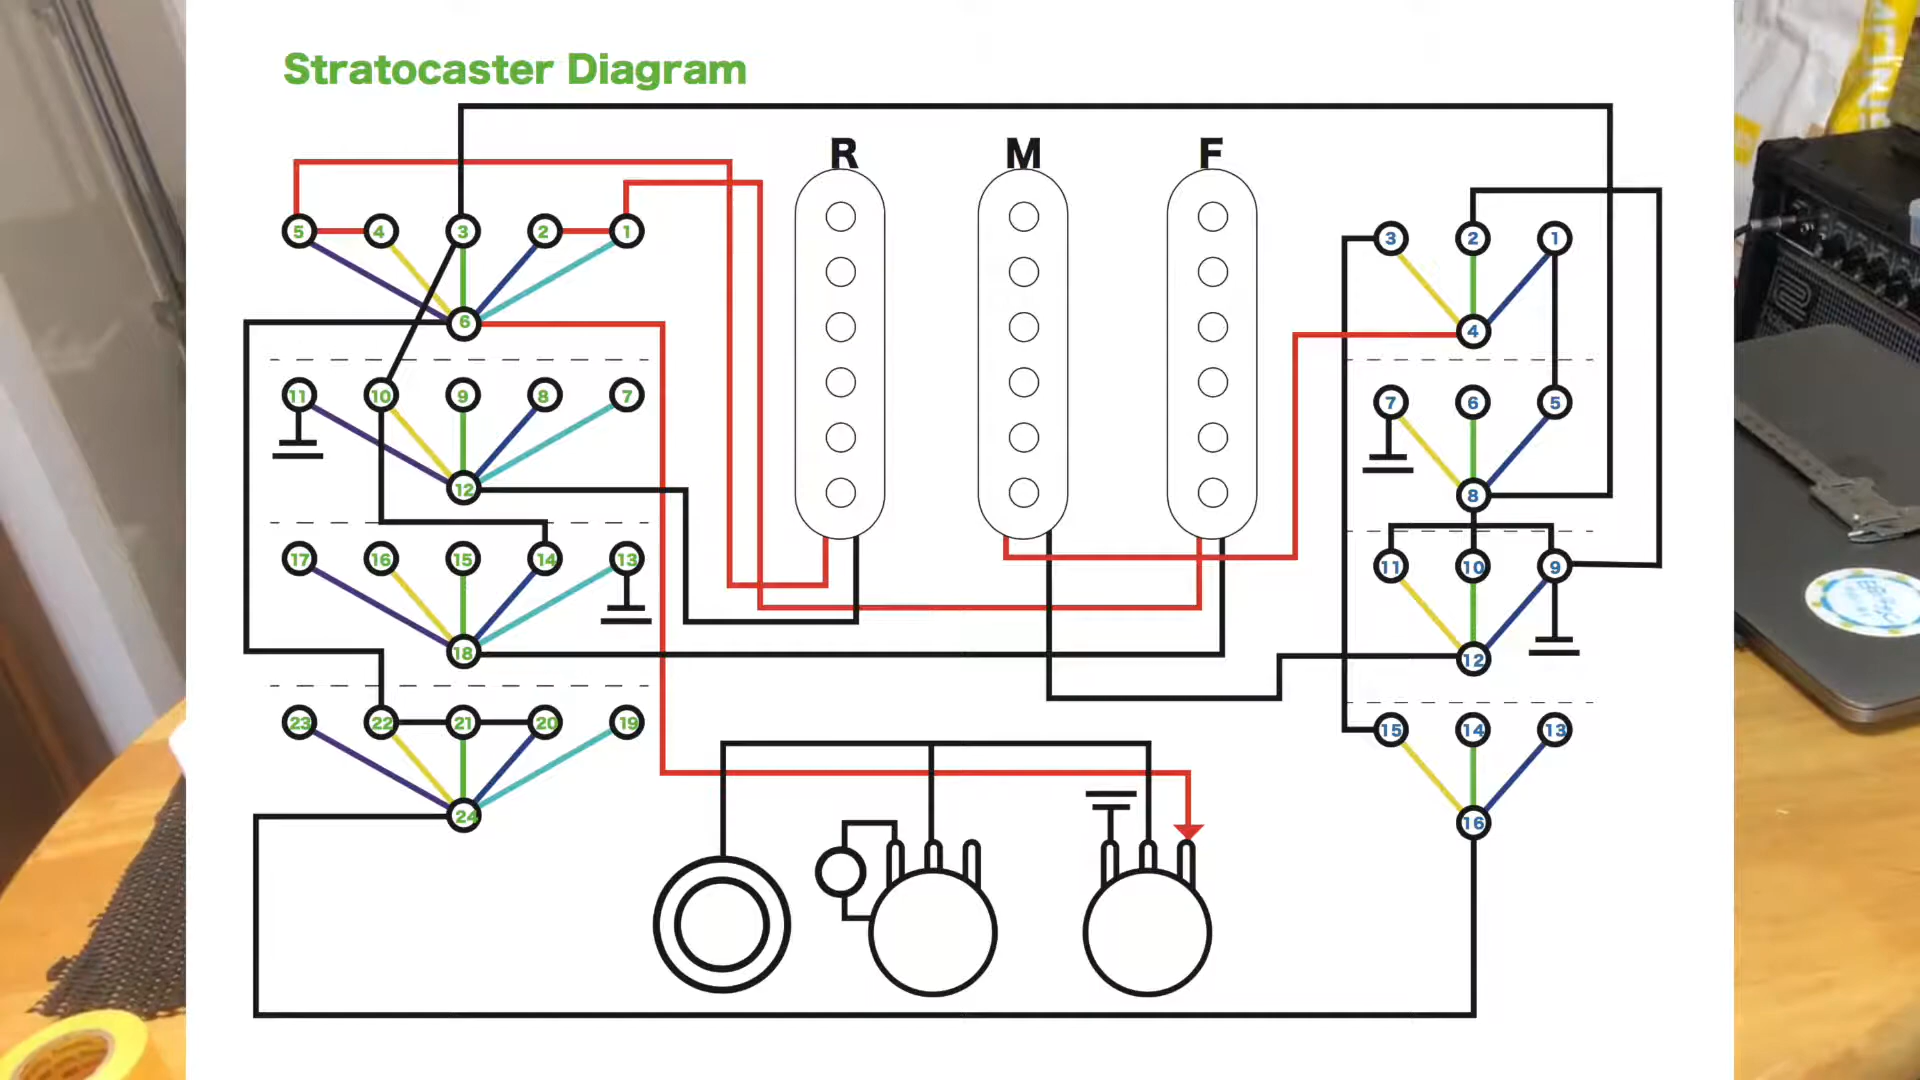 Stratocaster Diagram
R M F
5 4 3 2 1
6
11 10 9 8 7
12
17 16 15 14 13
18
23 22 21 20 19
24
3 2 1
4
7 6 5
8
11 10 9
12
15 14 13
16